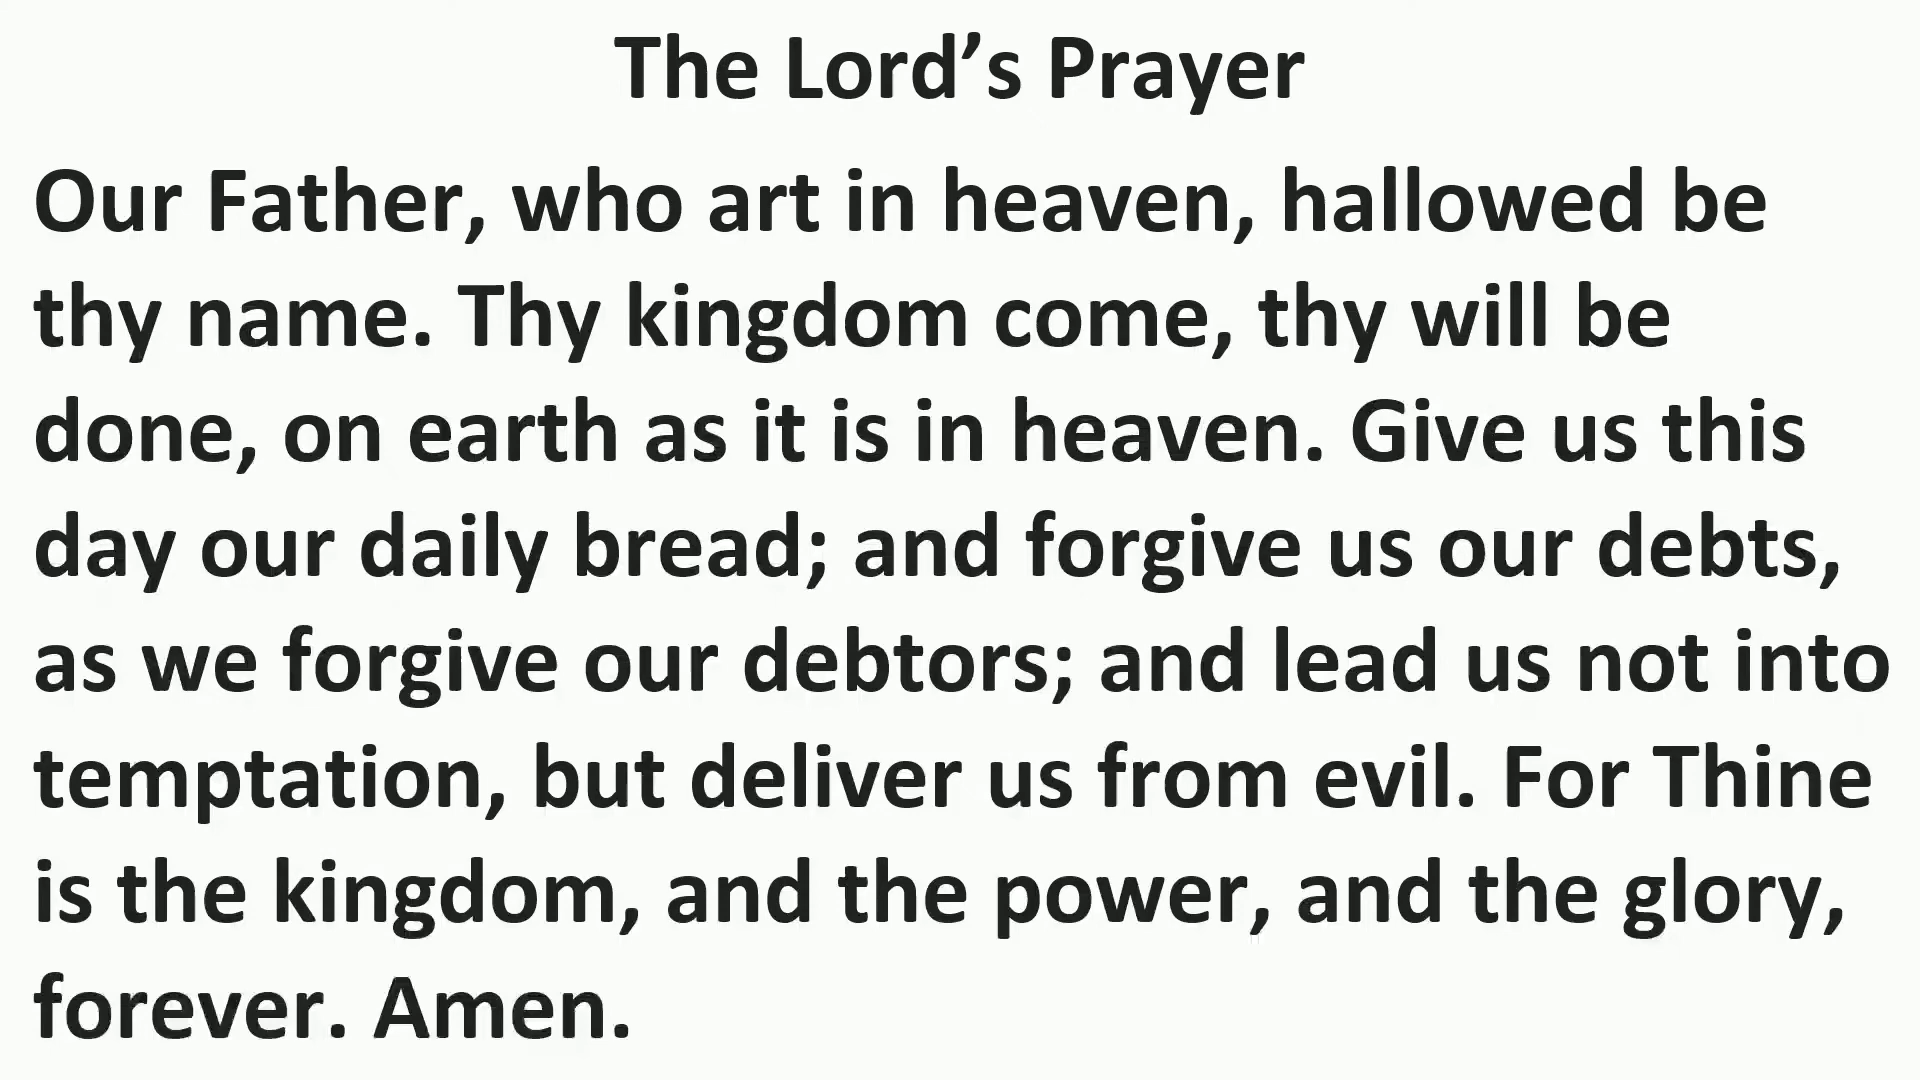 The Lord’s Prayer
Our Father, who art in heaven, hallowed be
thy name. Thy kingdom come, thy will be
done, on earth as it is in heaven. Give us this
day our daily bread; and forgive us our debts,
as we forgive our debtors; and lead us not into
temptation, but deliver us from evil. For Thine
is the kingdom, and the power, and the glory,
forever. Amen.